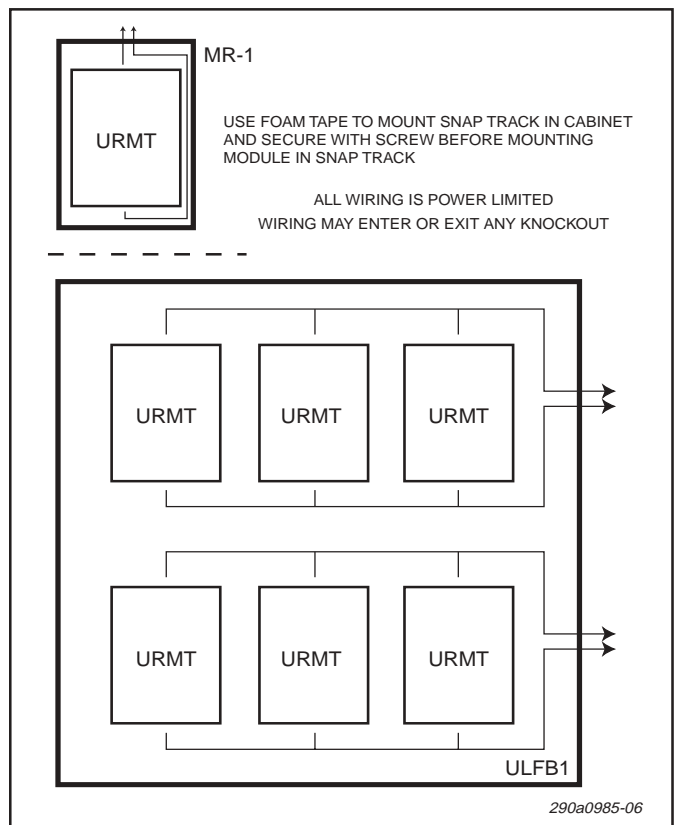 MR-1
URMT
USE FOAM TAPE TO MOUNT SNAP TRACK IN CABINET
AND SECURE WITH SCREW BEFORE MOUNTING
MODULE IN SNAP TRACK
ALL WIRING IS POWER LIMITED
WIRING MAY ENTER OR EXIT ANY KNOCKOUT
URMT URMT URMT
URMT URMT URMT
ULFB1
290a0985-06